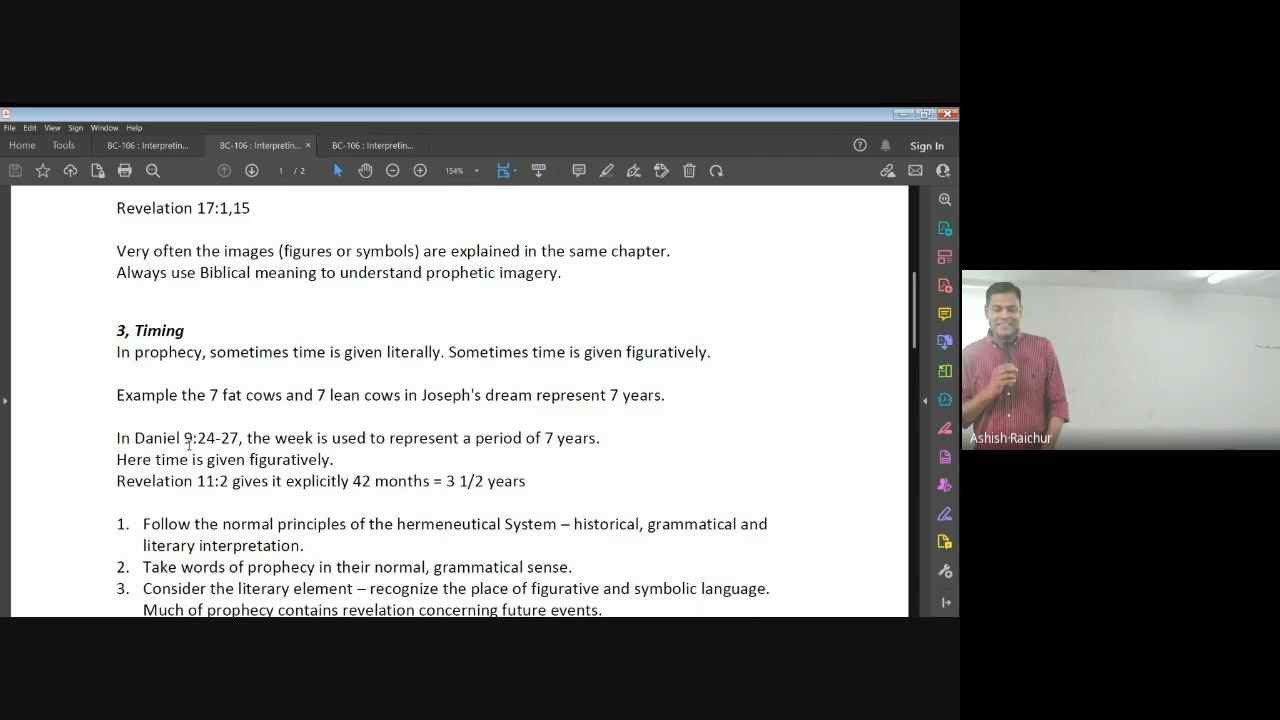 File Edit View Sign Window Help
Home Tools BC-106 : Interpretin... BC-106 : Interpretin... × BC-106 : Interpretin... Sign In
1 / 2 154%
Revelation 17:1,15
Very often the images (figures or symbols) are explained in the same chapter.
Always use Biblical meaning to understand prophetic imagery.
3, Timing
In prophecy, sometimes time is given literally. Sometimes time is given figuratively.
Example the 7 fat cows and 7 lean cows in Joseph's dream represent 7 years.
In Daniel 9:24-27, the week is used to represent a period of 7 years.
Here time is given figuratively.
Revelation 11:2 gives it explicitly 42 months = 3 1/2 years
1. Follow the normal principles of the hermeneutical System – historical, grammatical and
literary interpretation.
2. Take words of prophecy in their normal, grammatical sense.
3. Consider the literary element – recognize the place of figurative and symbolic language.
Much of prophecy contains revelation concerning future events.
Ashish Raichur